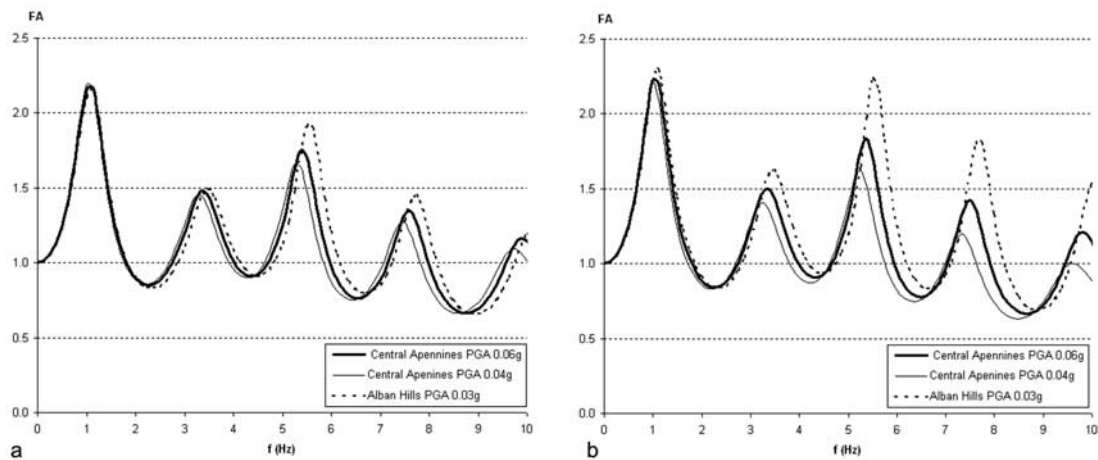 FA
2.5
2.0
1.5
1.0
0.5
0.0
Central Apennines PGA 0.06g
Central Apenines PGA 0.04g
Alban Hills PGA 0.03g
0 1 2 3 4 5 6 7 8 9 10
f (Hz)
a
FA
2.5
2.0
1.5
1.0
0.5
0.0
Central Apennines PGA 0.06g
Central Apenines PGA 0.04g
Alban Hills PGA 0.03g
0 1 2 3 4 5 6 7 8 9 10
f (Hz)
b